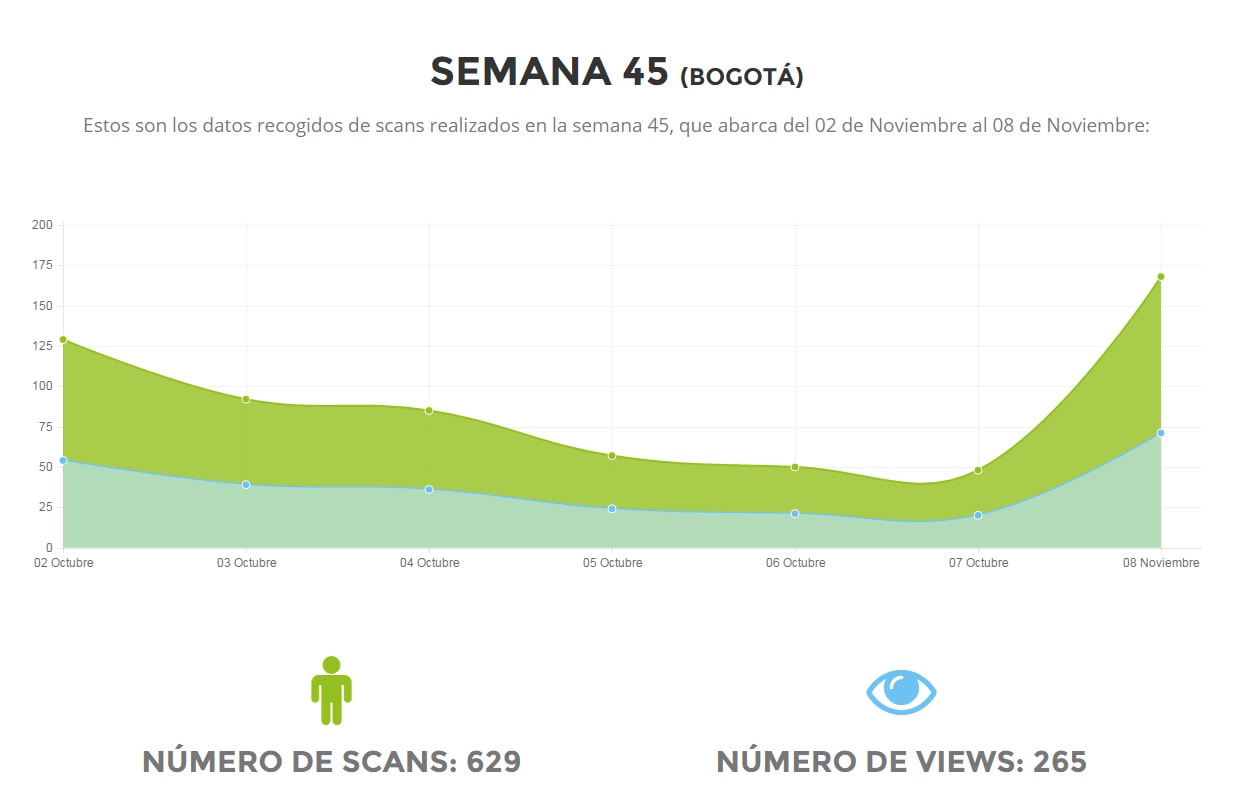 SEMANA 45 (BOGOTÁ)
Estos son los datos recogidos de scans realizados en la semana 45, que abarca del 02 de Noviembre al 08 de Noviembre:
200
175
150
125
100
75
50
25
0
02 Octubre 03 Octubre 04 Octubre 05 Octubre 06 Octubre 07 Octubre 08 Noviembre
NÚMERO DE SCANS: 629 NÚMERO DE VIEWS: 265